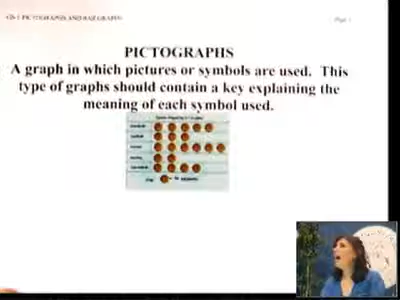 PICTOGRAPHS
A graph in which pictures or symbols are used. This
type of graphs should contain a key explaining the
meaning of each symbol used.